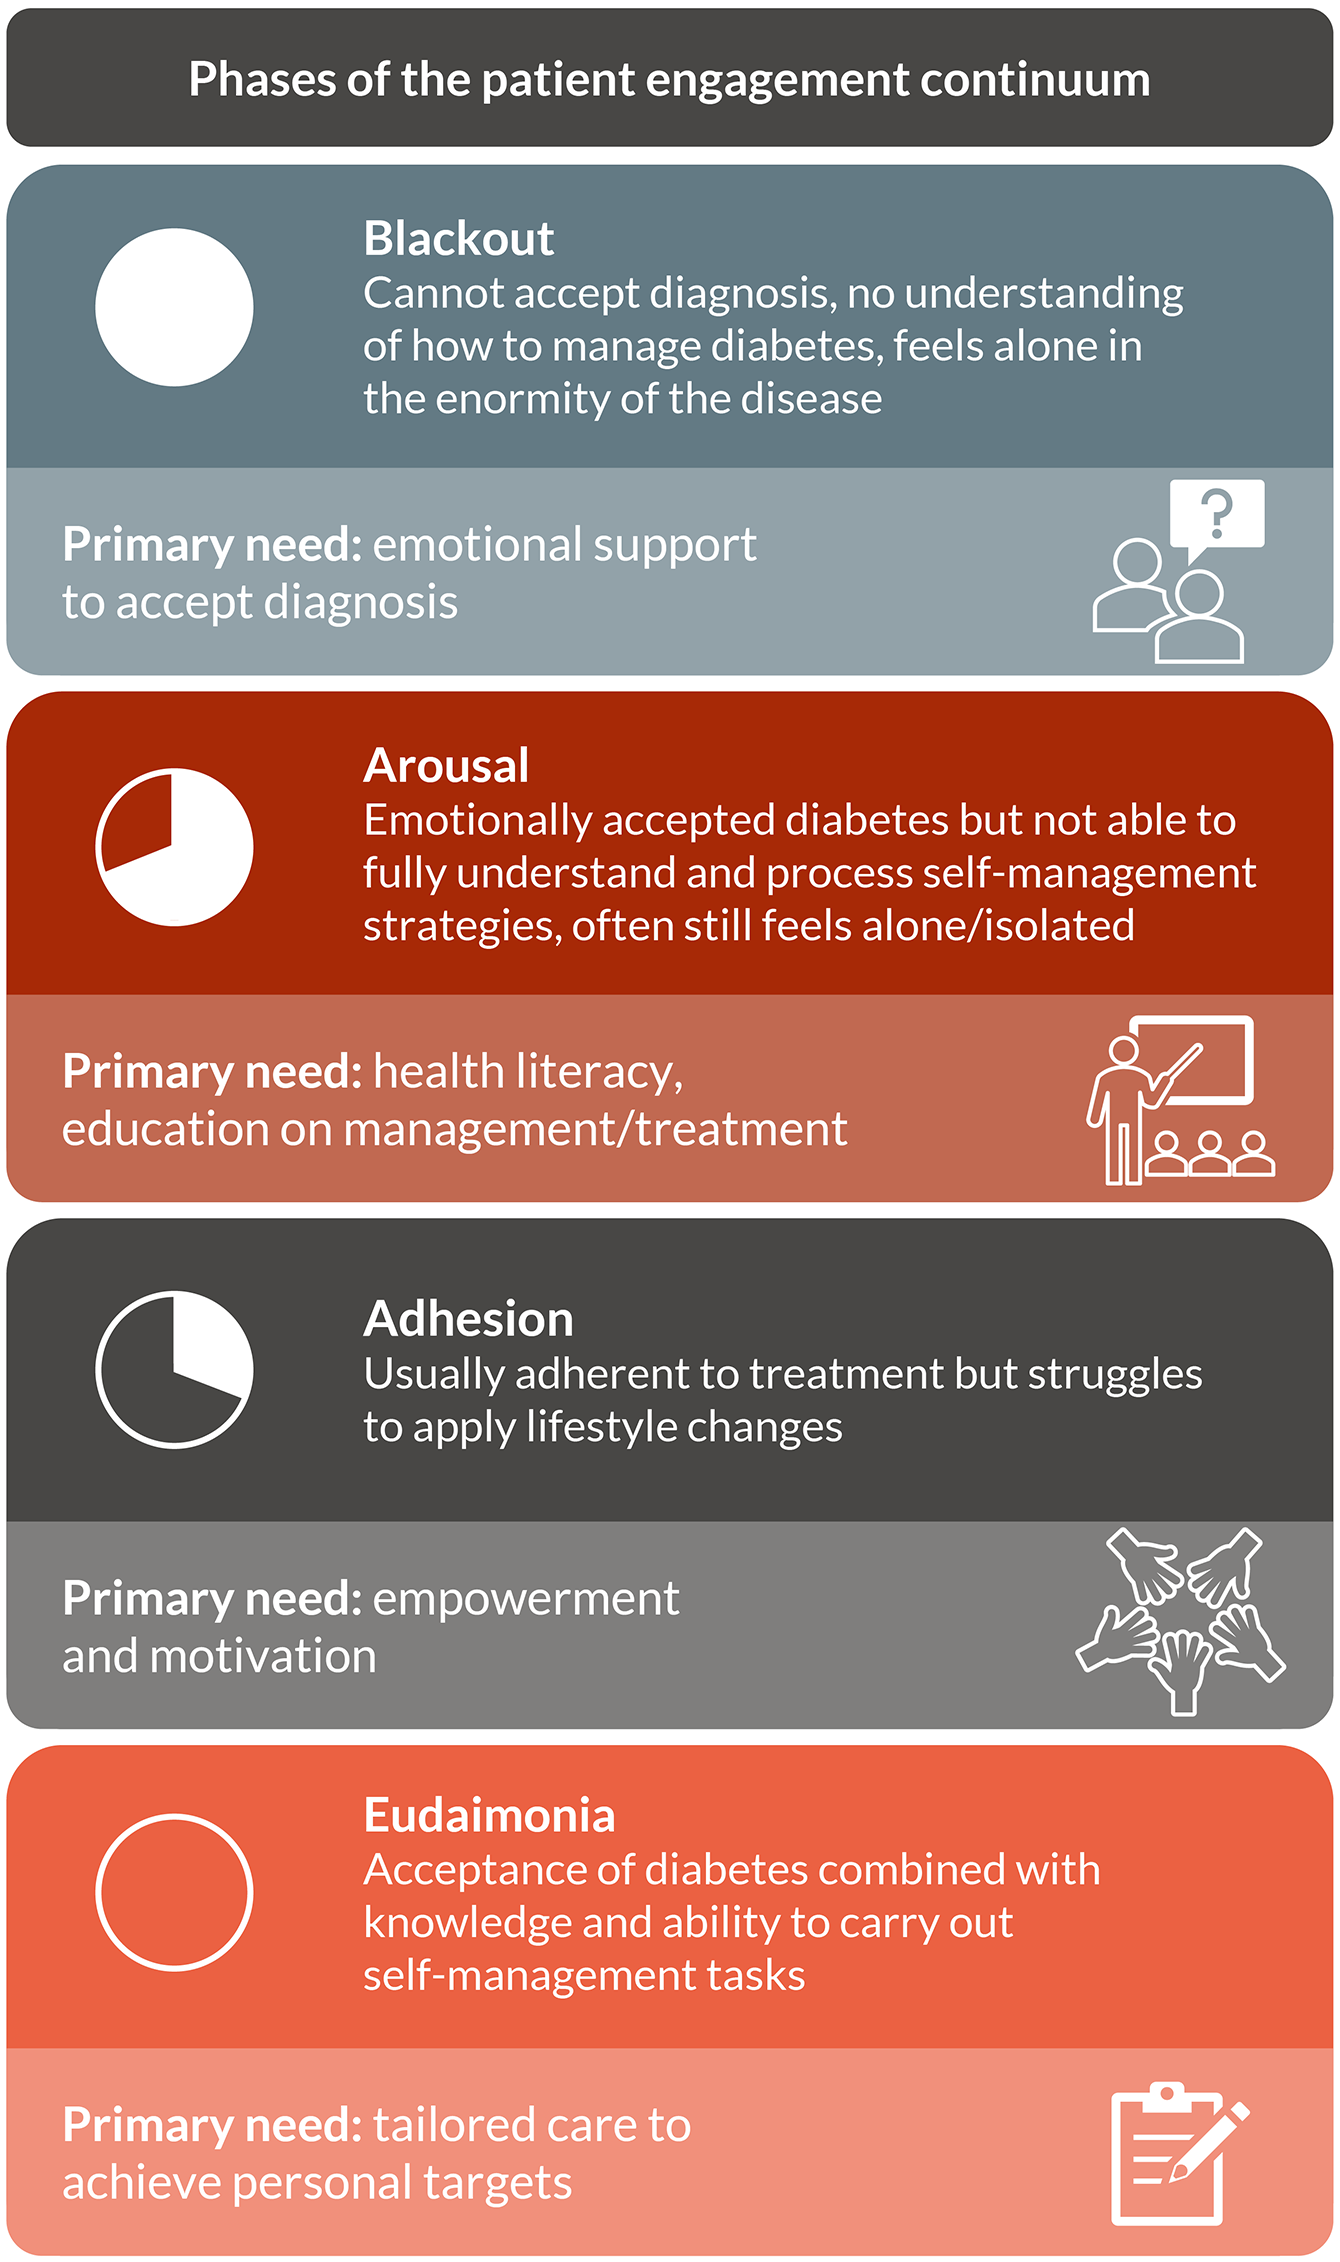 Phases of the patient engagement continuum
Blackout
Cannot accept diagnosis, no understanding
of how to manage diabetes, feels alone in
the enormity of the disease
Primary need: emotional support
to accept diagnosis
?
Arousal
Emotionally accepted diabetes but not able to
fully understand and process self-management
strategies, often still feels alone/isolated
Primary need: health literacy,
education on management/treatment
Adhesion
Usually adherent to treatment but struggles
to apply lifestyle changes
Primary need: empowerment
and motivation
Eudaimonia
Acceptance of diabetes combined with
knowledge and ability to carry out
self-management tasks
Primary need: tailored care to
achieve personal targets